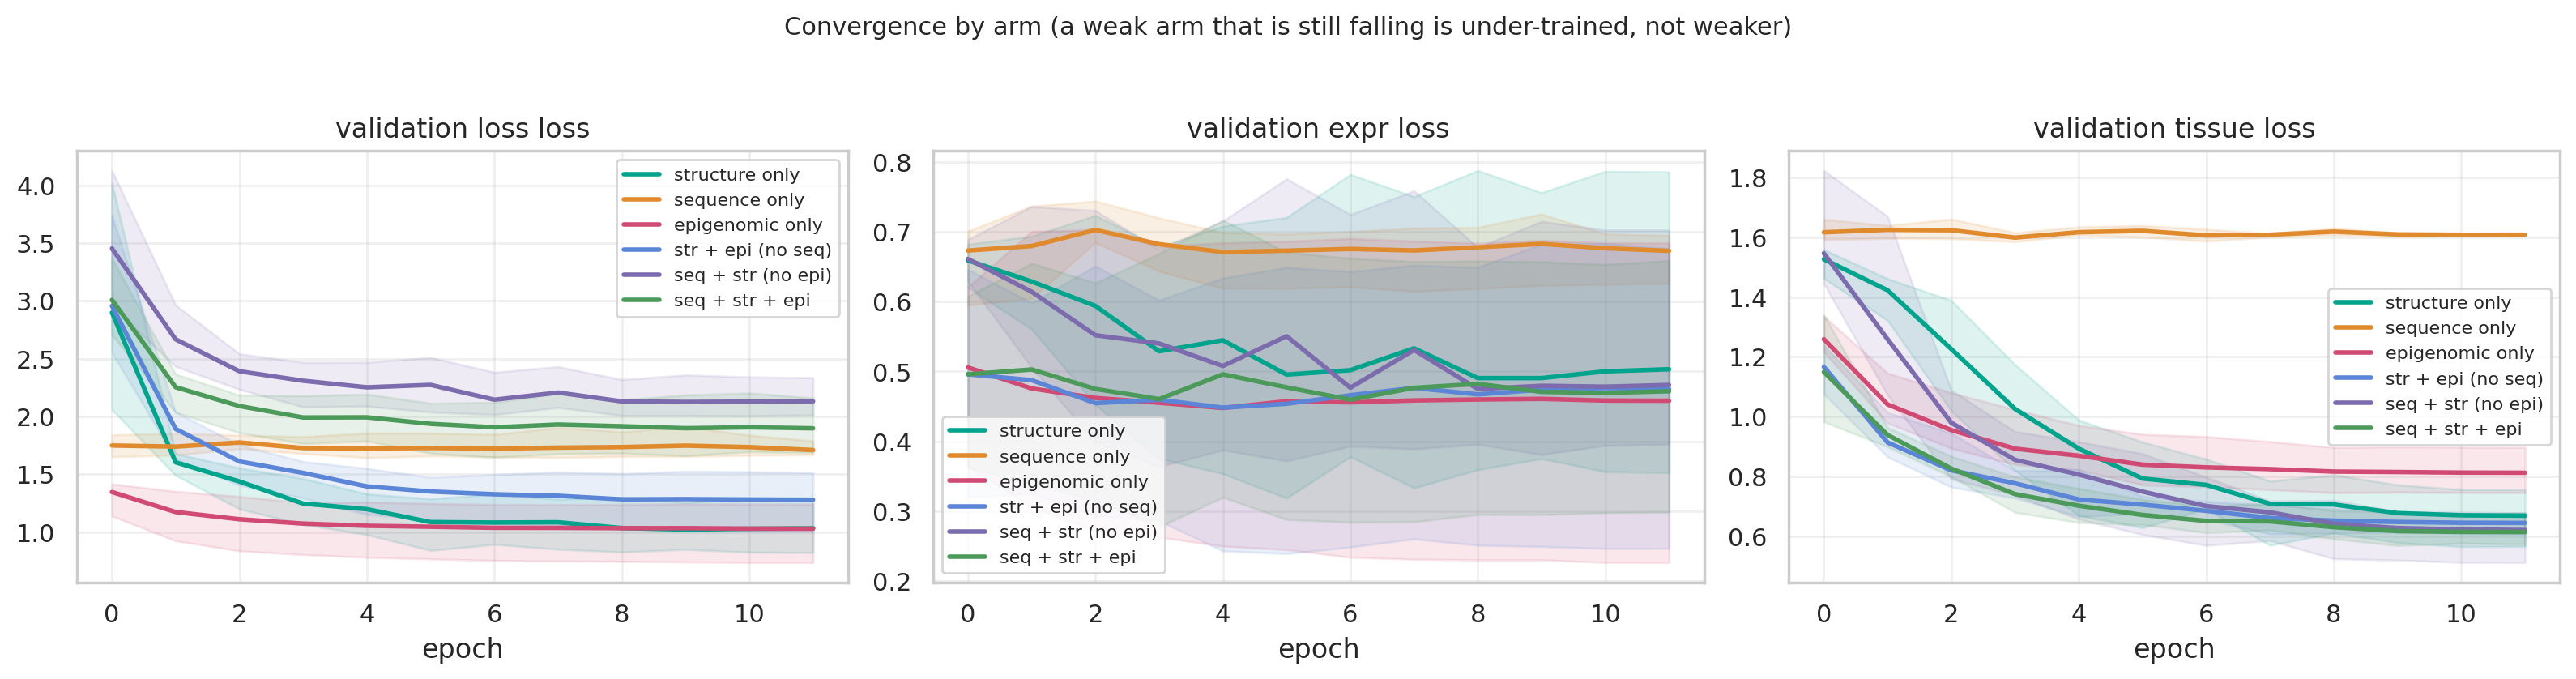 Convergence by arm (a weak arm that is still falling is under-trained, not weaker)
validation loss loss
4.0
3.5
3.0
2.5
2.0
1.5
1.0
structure only
sequence only
epigenomic only
str + epi (no seq)
seq + str (no epi)
seq + str + epi
0 2 4 6 8 10
epoch
validation expr loss
0.8
0.7
0.6
0.5
0.4
0.3
0.2
structure only
sequence only
epigenomic only
str + epi (no seq)
seq + str (no epi)
seq + str + epi
0 2 4 6 8 10
epoch
validation tissue loss
1.8
1.6
1.4
1.2
1.0
0.8
0.6
structure only
sequence only
epigenomic only
str + epi (no seq)
seq + str (no epi)
seq + str + epi
0 2 4 6 8 10
epoch